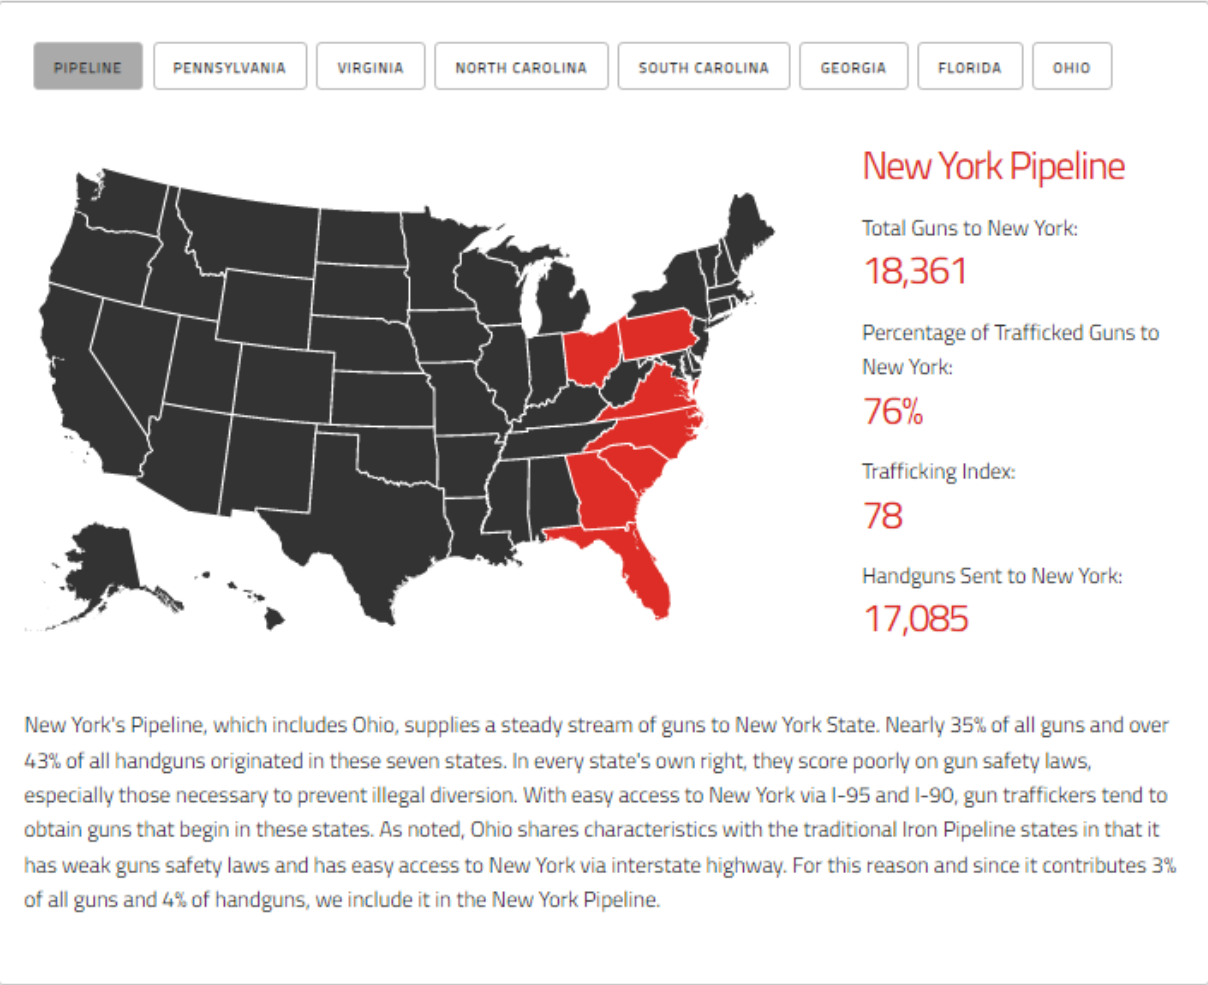 PIPELINE PENNSYLVANIA VIRGINIA NORTH CAROLINA SOUTH CAROLINA GEORGIA FLORIDA OHIO
New York Pipeline
Total Guns to New York:
18,361
Percentage of Trafficked Guns to
New York:
76%
Trafficking Index:
78
Handguns Sent to New York:
17,085
New York's Pipeline, which includes Ohio, supplies a steady stream of guns to New York State. Nearly 35% of all guns and over
43% of all handguns originated in these seven states. In every state's own right, they score poorly on gun safety laws,
especially those necessary to prevent illegal diversion. With easy access to New York via I-95 and I-90, gun traffickers tend to
obtain guns that begin in these states. As noted, Ohio shares characteristics with the traditional Iron Pipeline states in that it
has weak guns safety laws and has easy access to New York via interstate highway. For this reason and since it contributes 3%
of all guns and 4% of handguns, we include it in the New York Pipeline.